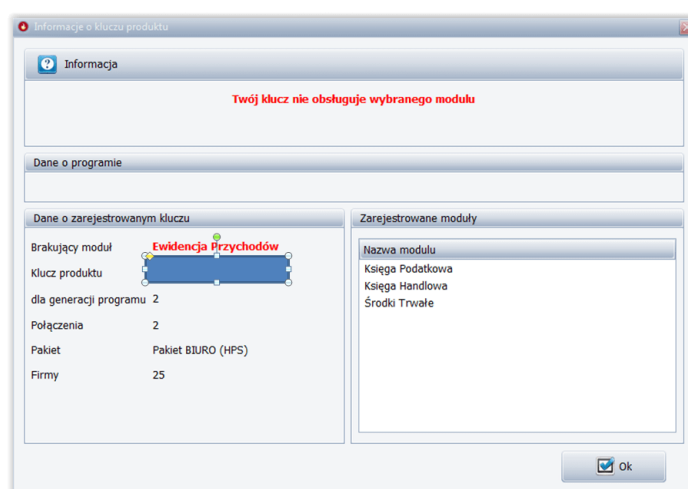 Informacje o kluczu produktu
Informacja
Twój klucz nie obsługuje wybranego modulu
Dane o programie
Dane o zarejestrowanym kluczu
Brakujący moduł Ewidencja Przychodów
Klucz produktu
dla generacji programu 2
Połączenia 2
Pakiet Pakiet BIURO (HPS)
Firmy 25
Zarejestrowane moduły
Nazwa modulu
Księga Podatkowa
Księga Handlowa
Środki Trwałe
Ok